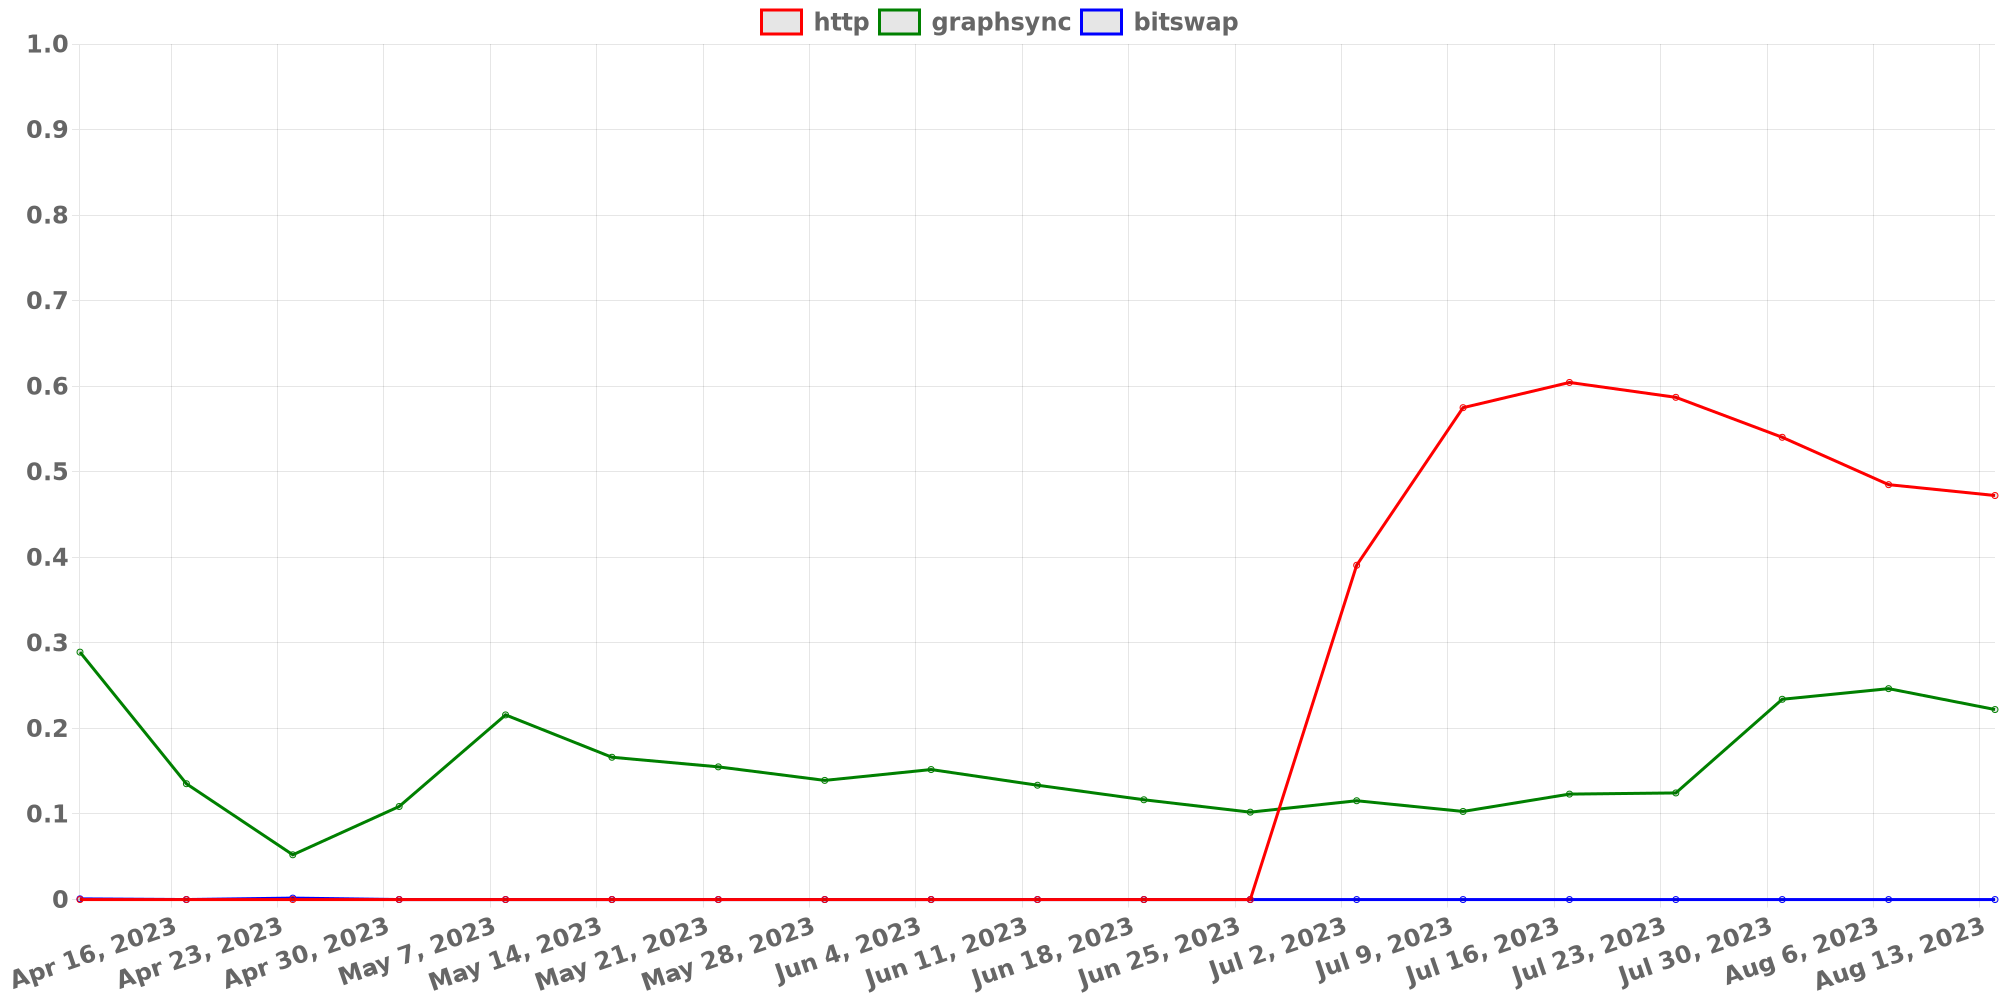 http graphsync bitswap
1.0
0.9
0.8
0.7
0.6
0.5
0.4
0.3
0.2
0.1
0
Apr 16, 2023
Apr 23, 2023
Apr 30, 2023
May 7, 2023
May 14, 2023
May 21, 2023
May 28, 2023
Jun 4, 2023
Jun 11, 2023
Jun 18, 2023
Jun 25, 2023
Jul 2, 2023
Jul 9, 2023
Jul 16, 2023
Jul 23, 2023
Jul 30, 2023
Aug 6, 2023
Aug 13, 2023